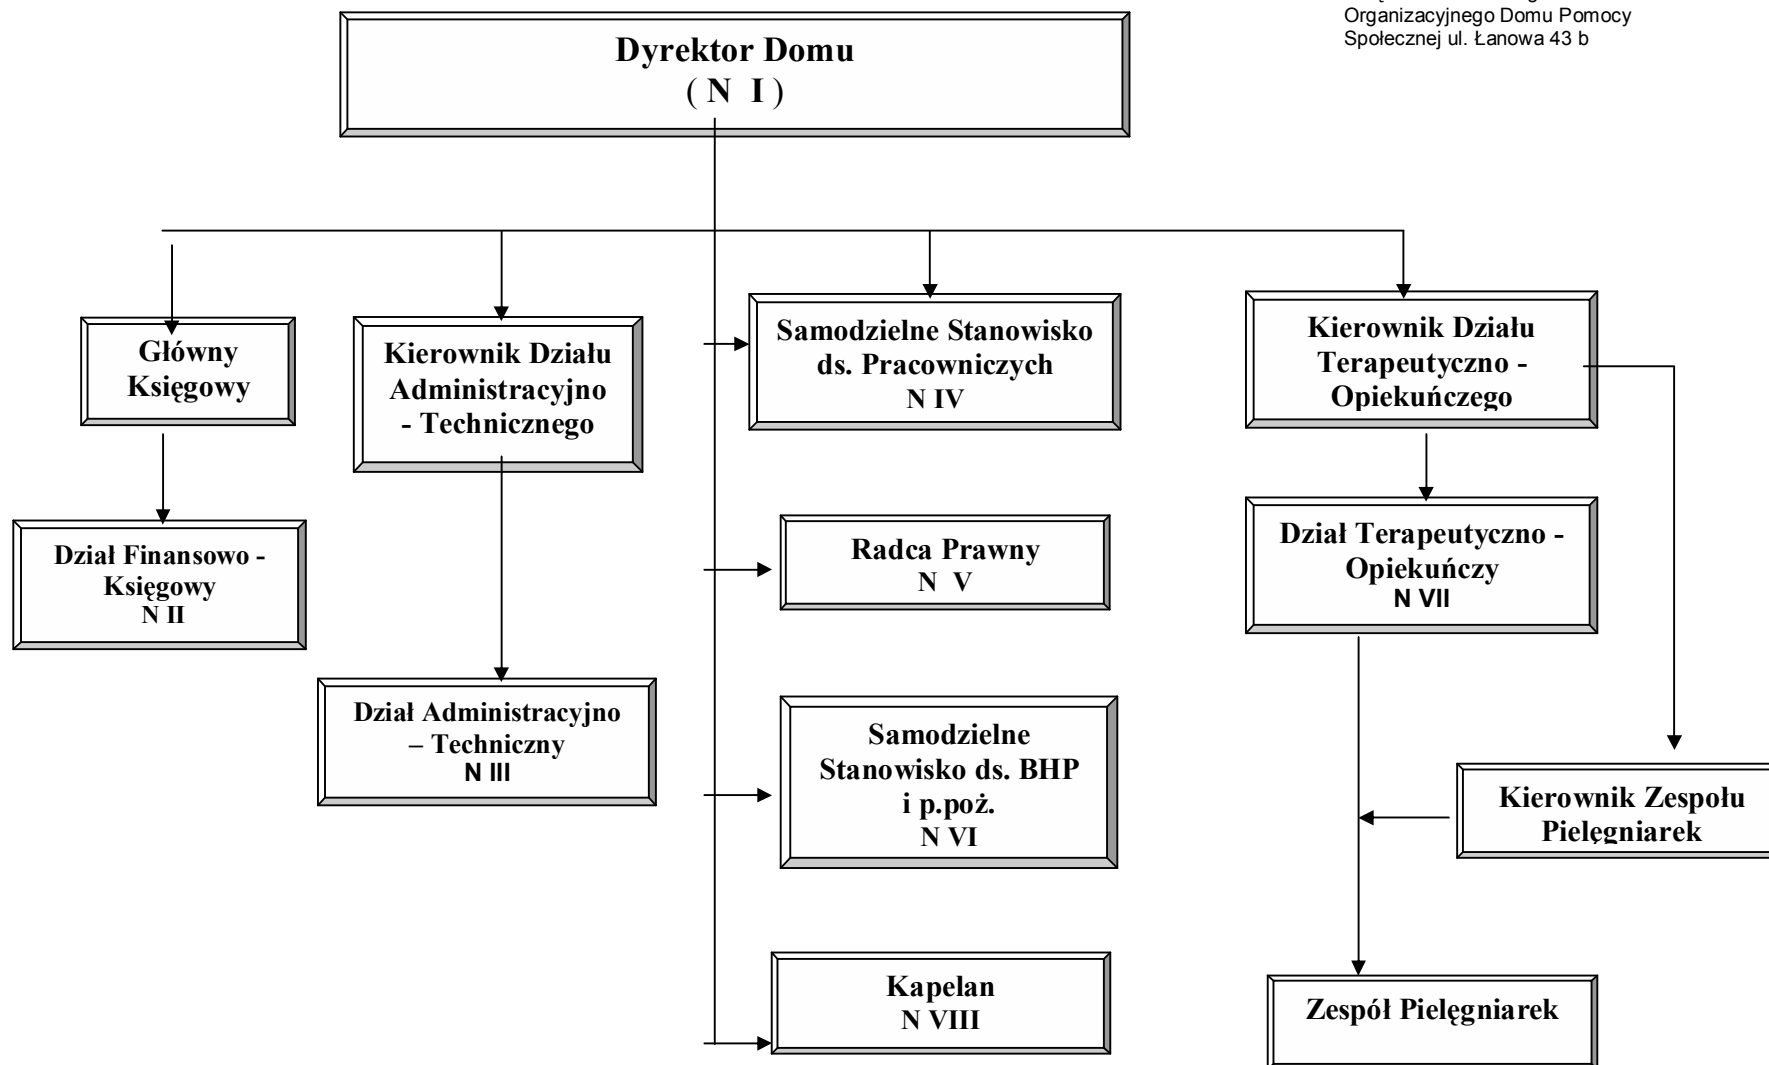 Organizacyjnego Domu Pomocy
Społecznej ul. Łanowa 43 b
Dyrektor Domu
( N I )
Główny
Księgowy
Kierownik Działu
Administracyjno
- Technicznego
Samodzielne Stanowisko
ds. Pracowniczych
N IV
Kierownik Działu
Terapeutyczno -
Opiekuńczego
Dział Finansowo -
Księgowy
N II
Radca Prawny
N V
Dział Terapeutyczno -
Opiekuńczy
N VII
Dział Administracyjno
– Techniczny
N III
Samodzielne
Stanowisko ds. BHP
i p.poż.
N VI
Kierownik Zespołu
Pielęgniarek
Kapelan
N VIII
Zespół Pielęgniarek